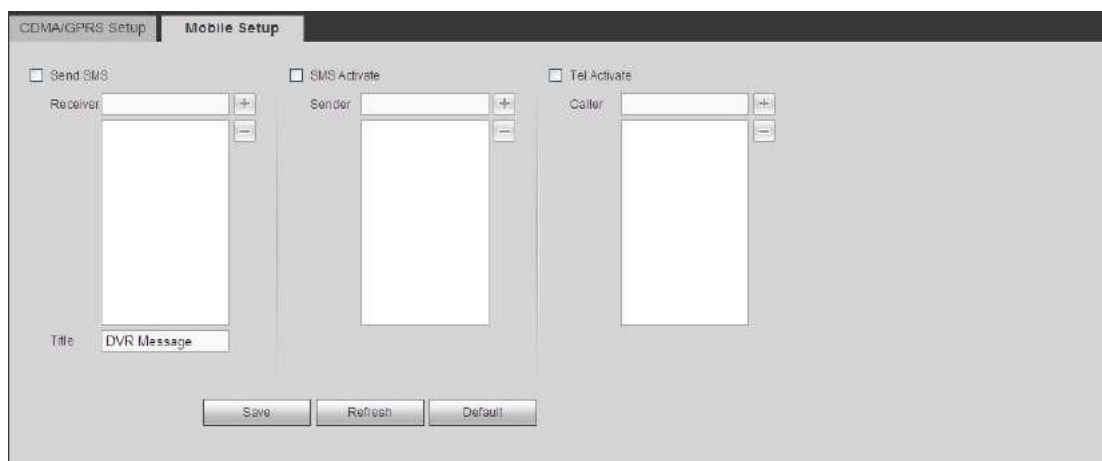 CDMA/GPRS Setup
Mobile Setup
Send SMS
SMS Activate
Tel Activate
Receiver
Sender
Caller
Title
DVR Message
Save
Refresh
Default